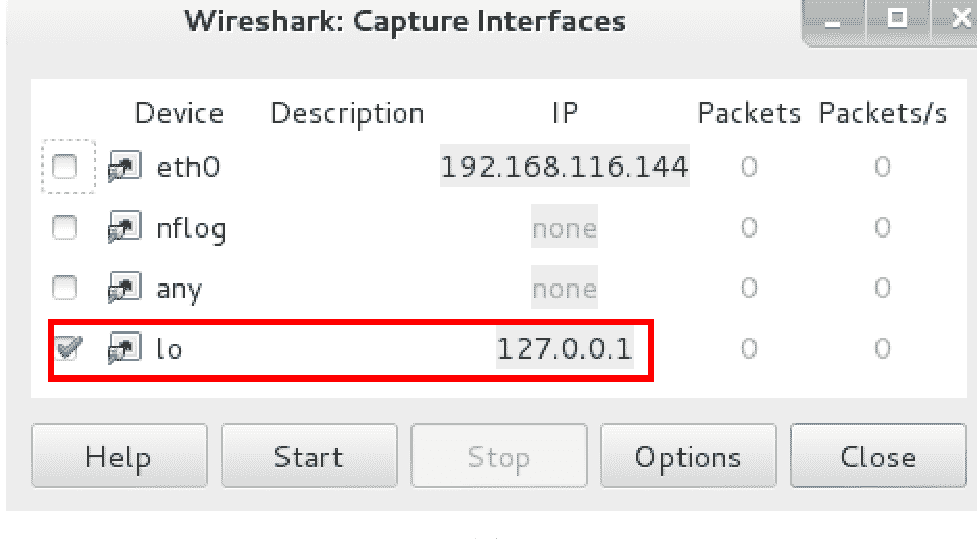 Wireshark: Capture Interfaces
Device Description IP Packets Packets/s
eth0 192.168.116.144 0 0
nflog none 0 0
any none 0 0
lo 127.0.0.1 0 0
Help Start Stop Options Close